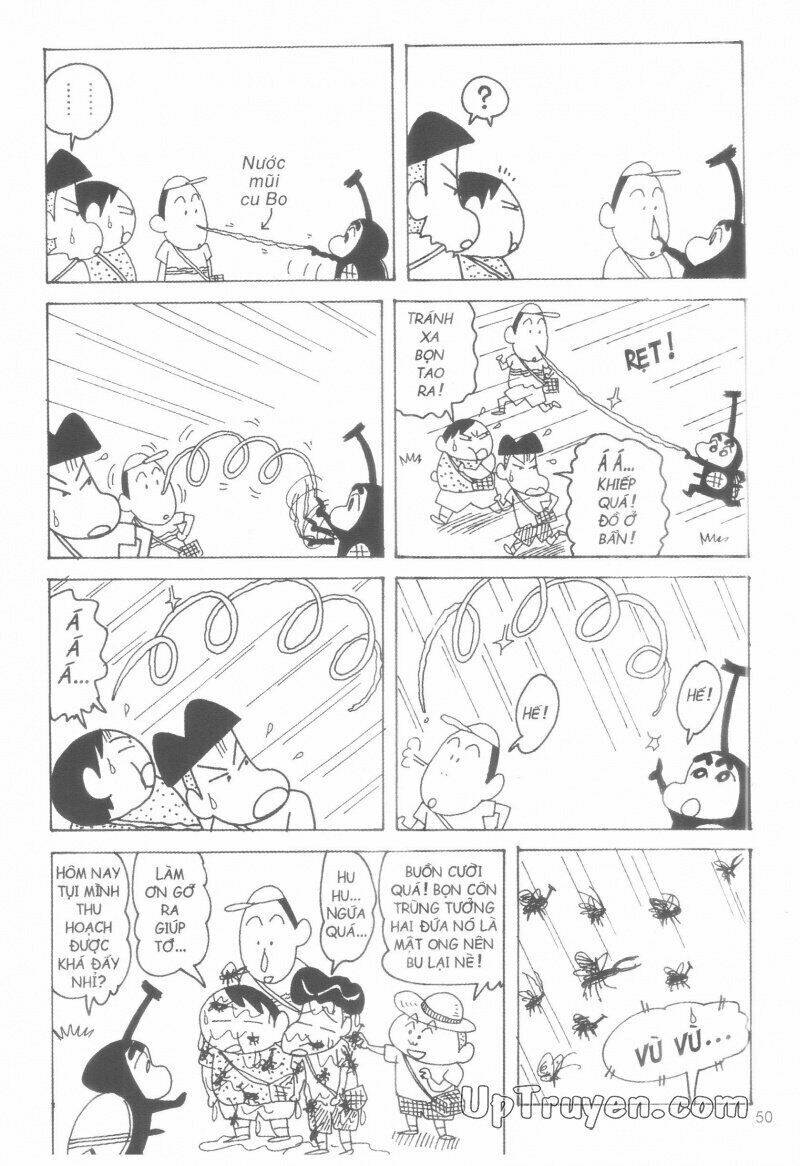 ......
......
Nước
mũi
cu Bo
?
TRÁNH
XA
BỌN
TAO
RA!
RẸT!
Á Á...
KHIẾP
QUÁ!
ĐỒ Ở
BẨN!
Á
Á
Á...
HẾ!
HẾ!
HÔM NAY
TỤI MÌNH
THU
HOẠCH
ĐƯỢC
KHÁ ĐẤY
NHỈ?
LÀM
ƠN GỠ
RA
GIÚP
TỚ...
HU
HU...
NGỨA
QUÁ...
BUỒN CƯỜI
QUÁ! BỌN CÔN
TRÙNG TƯỞNG
HAI ĐỨA NÓ LÀ
MẬT ONG NÊN
BU LẠI NÈ!
VÙ VÙ...
UpTruyen.com
50